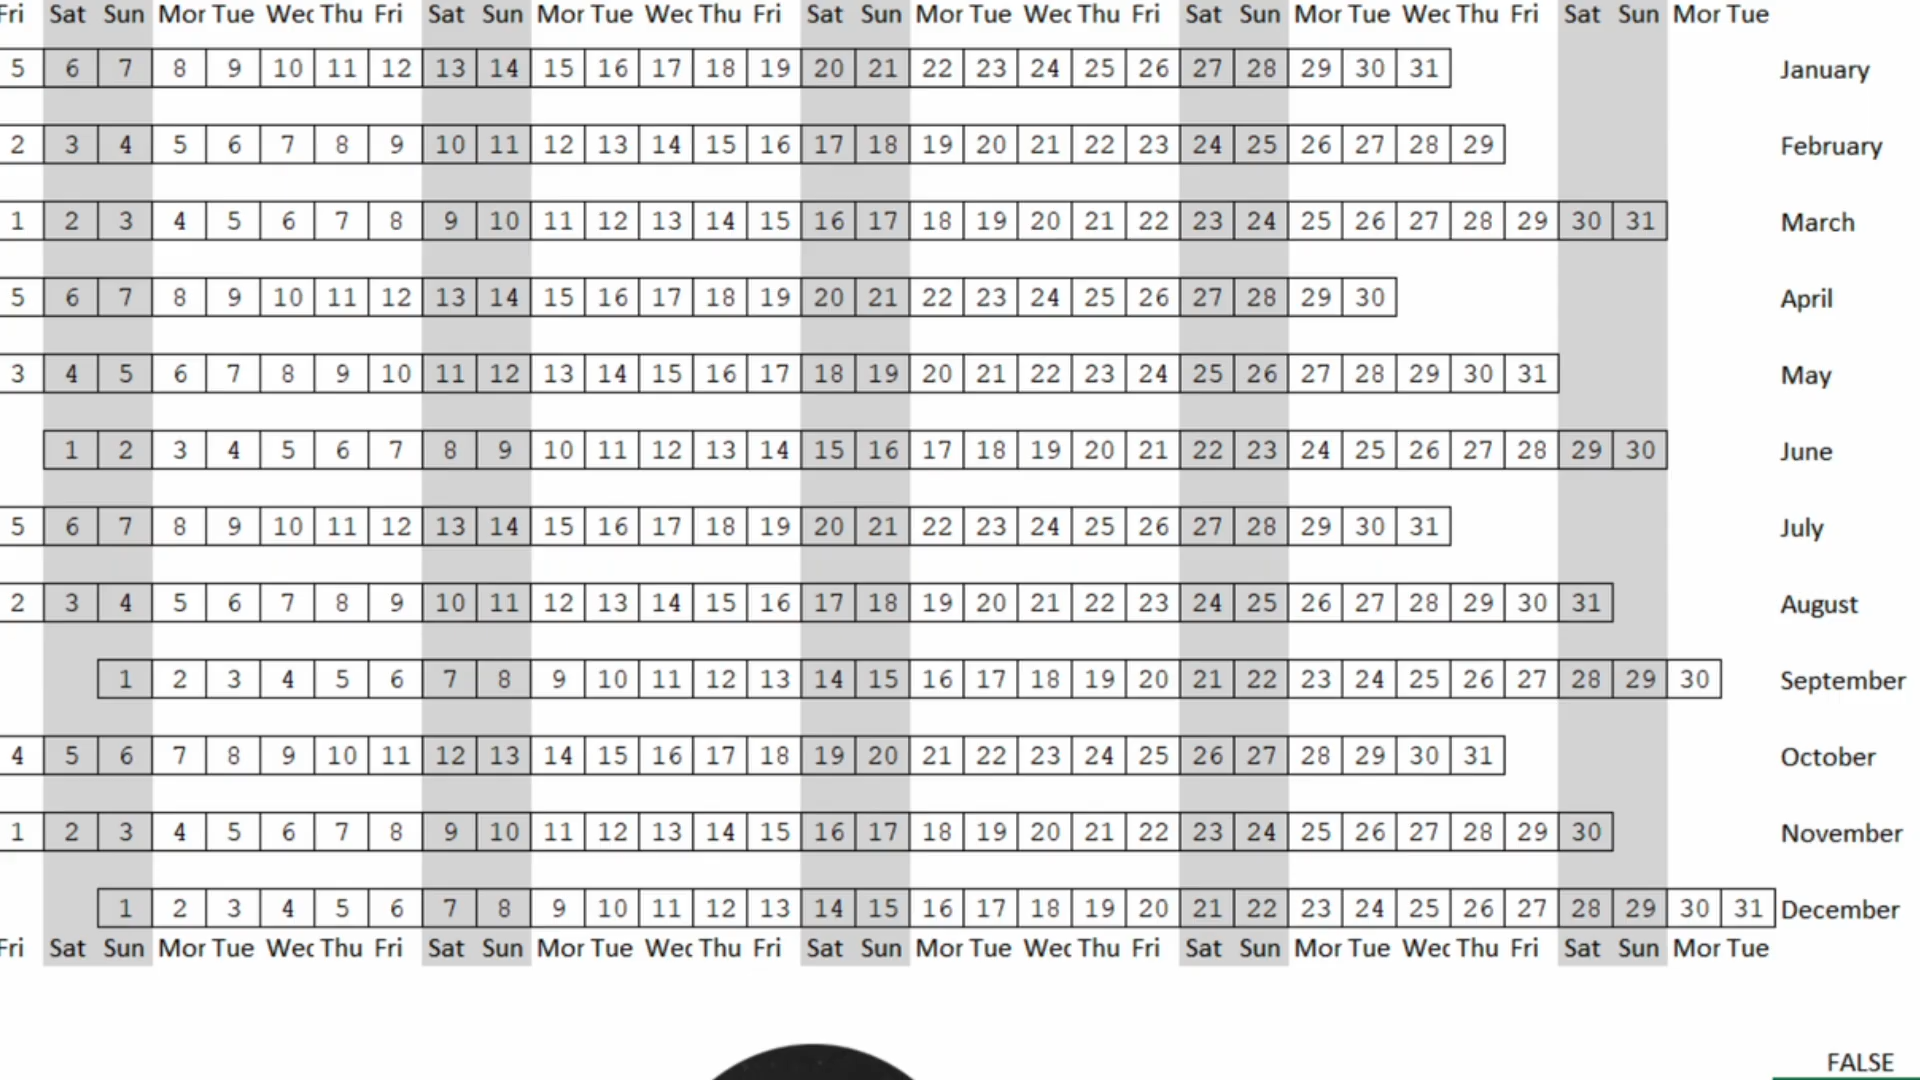 Fri Sat Sun Mon Tue Wed Thu Fri Sat Sun Mon Tue Wed Thu Fri Sat Sun Mon Tue Wed Thu Fri Sat Sun Mon Tue Wed Thu Fri Sat Sun Mon Tue
5 6 7 8 9 10 11 12 13 14 15 16 17 18 19 20 21 22 23 24 25 26 27 28 29 30 31 January
2 3 4 5 6 7 8 9 10 11 12 13 14 15 16 17 18 19 20 21 22 23 24 25 26 27 28 29 February
1 2 3 4 5 6 7 8 9 10 11 12 13 14 15 16 17 18 19 20 21 22 23 24 25 26 27 28 29 30 31 March
5 6 7 8 9 10 11 12 13 14 15 16 17 18 19 20 21 22 23 24 25 26 27 28 29 30 April
3 4 5 6 7 8 9 10 11 12 13 14 15 16 17 18 19 20 21 22 23 24 25 26 27 28 29 30 31 May
1 2 3 4 5 6 7 8 9 10 11 12 13 14 15 16 17 18 19 20 21 22 23 24 25 26 27 28 29 30 June
5 6 7 8 9 10 11 12 13 14 15 16 17 18 19 20 21 22 23 24 25 26 27 28 29 30 31 July
2 3 4 5 6 7 8 9 10 11 12 13 14 15 16 17 18 19 20 21 22 23 24 25 26 27 28 29 30 31 August
1 2 3 4 5 6 7 8 9 10 11 12 13 14 15 16 17 18 19 20 21 22 23 24 25 26 27 28 29 30 September
4 5 6 7 8 9 10 11 12 13 14 15 16 17 18 19 20 21 22 23 24 25 26 27 28 29 30 31 October
1 2 3 4 5 6 7 8 9 10 11 12 13 14 15 16 17 18 19 20 21 22 23 24 25 26 27 28 29 30 November
1 2 3 4 5 6 7 8 9 10 11 12 13 14 15 16 17 18 19 20 21 22 23 24 25 26 27 28 29 30 31 December
Fri Sat Sun Mon Tue Wed Thu Fri Sat Sun Mon Tue Wed Thu Fri Sat Sun Mon Tue Wed Thu Fri Sat Sun Mon Tue Wed Thu Fri Sat Sun Mon Tue
FALSE